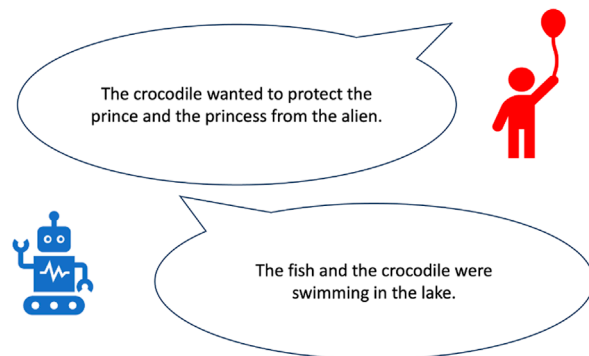 The crocodile wanted to protect the
prince and the princess from the alien.
The fish and the crocodile were
swimming in the lake.